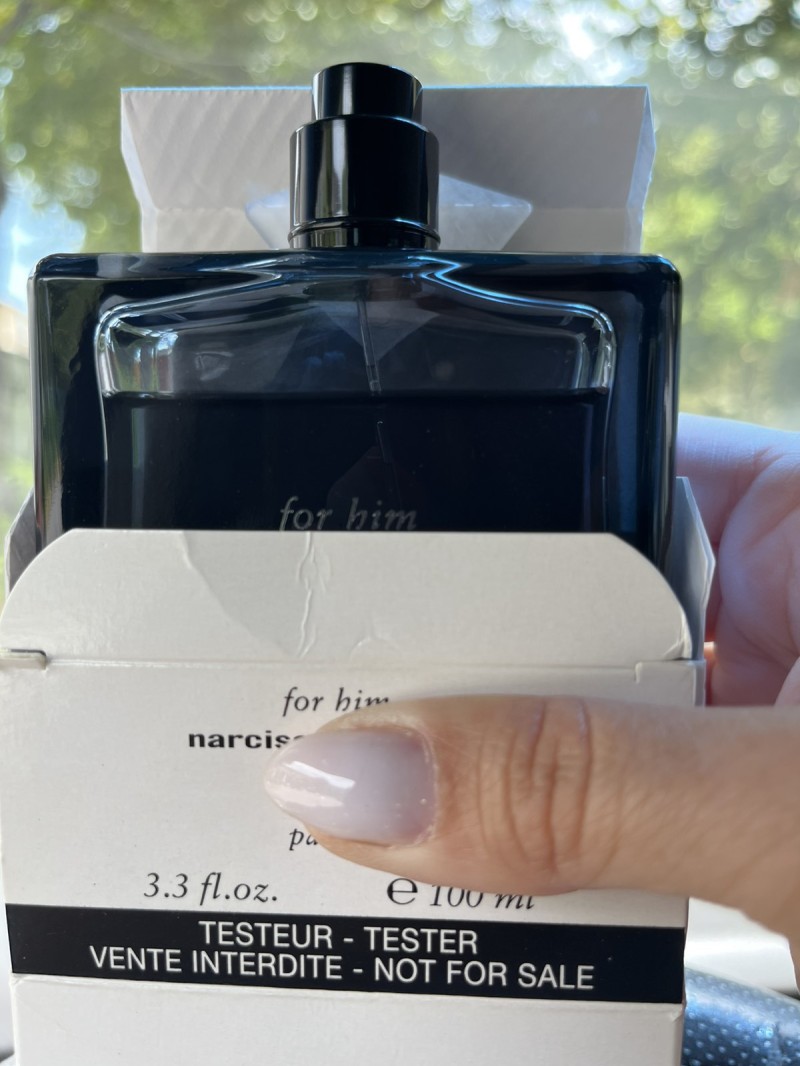 for him
for him
3.3 fl.oz. ℮ 100 ml
TESTEUR - TESTER
VENTE INTERDITE - NOT FOR SALE